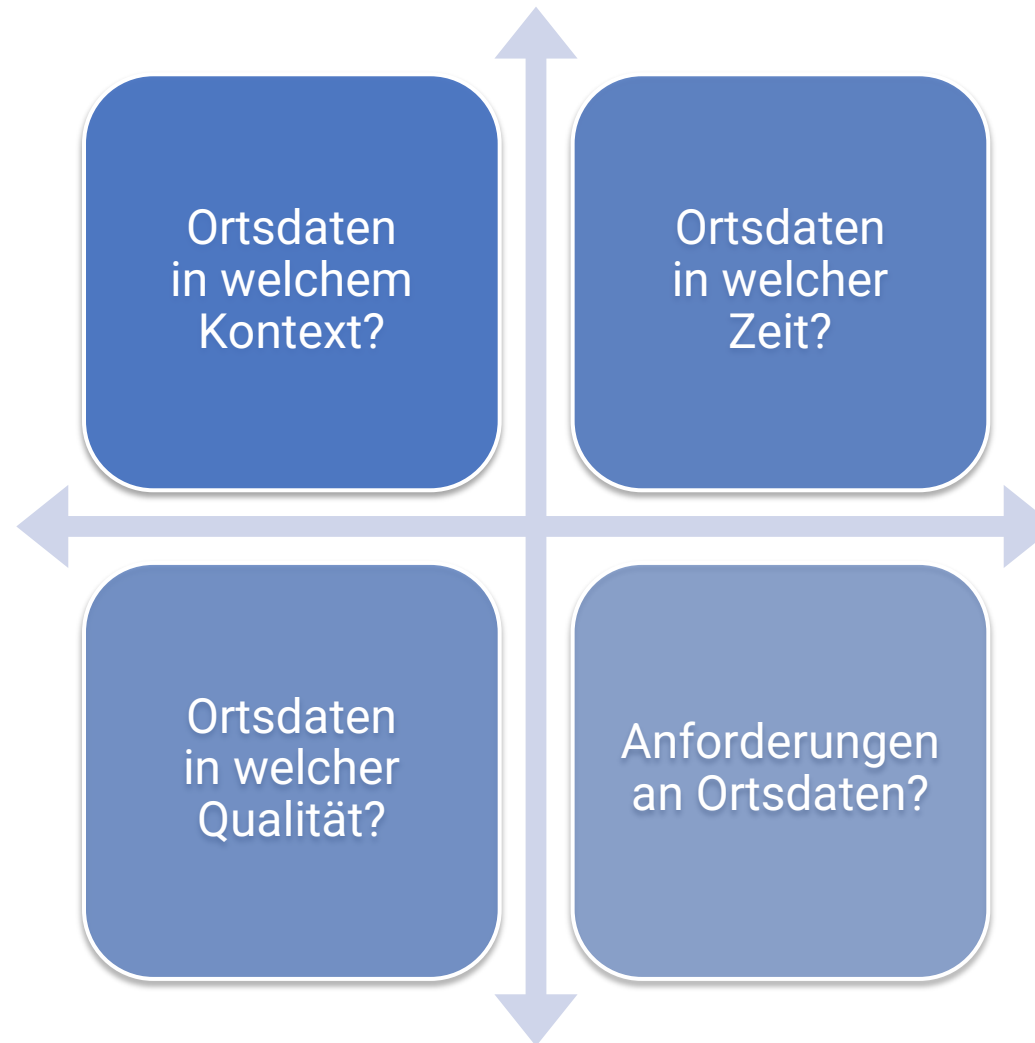 Ortsdaten
in welchem
Kontext?
Ortsdaten
in welcher
Zeit?
Ortsdaten
in welcher
Qualität?
Anforderungen
an Ortsdaten?